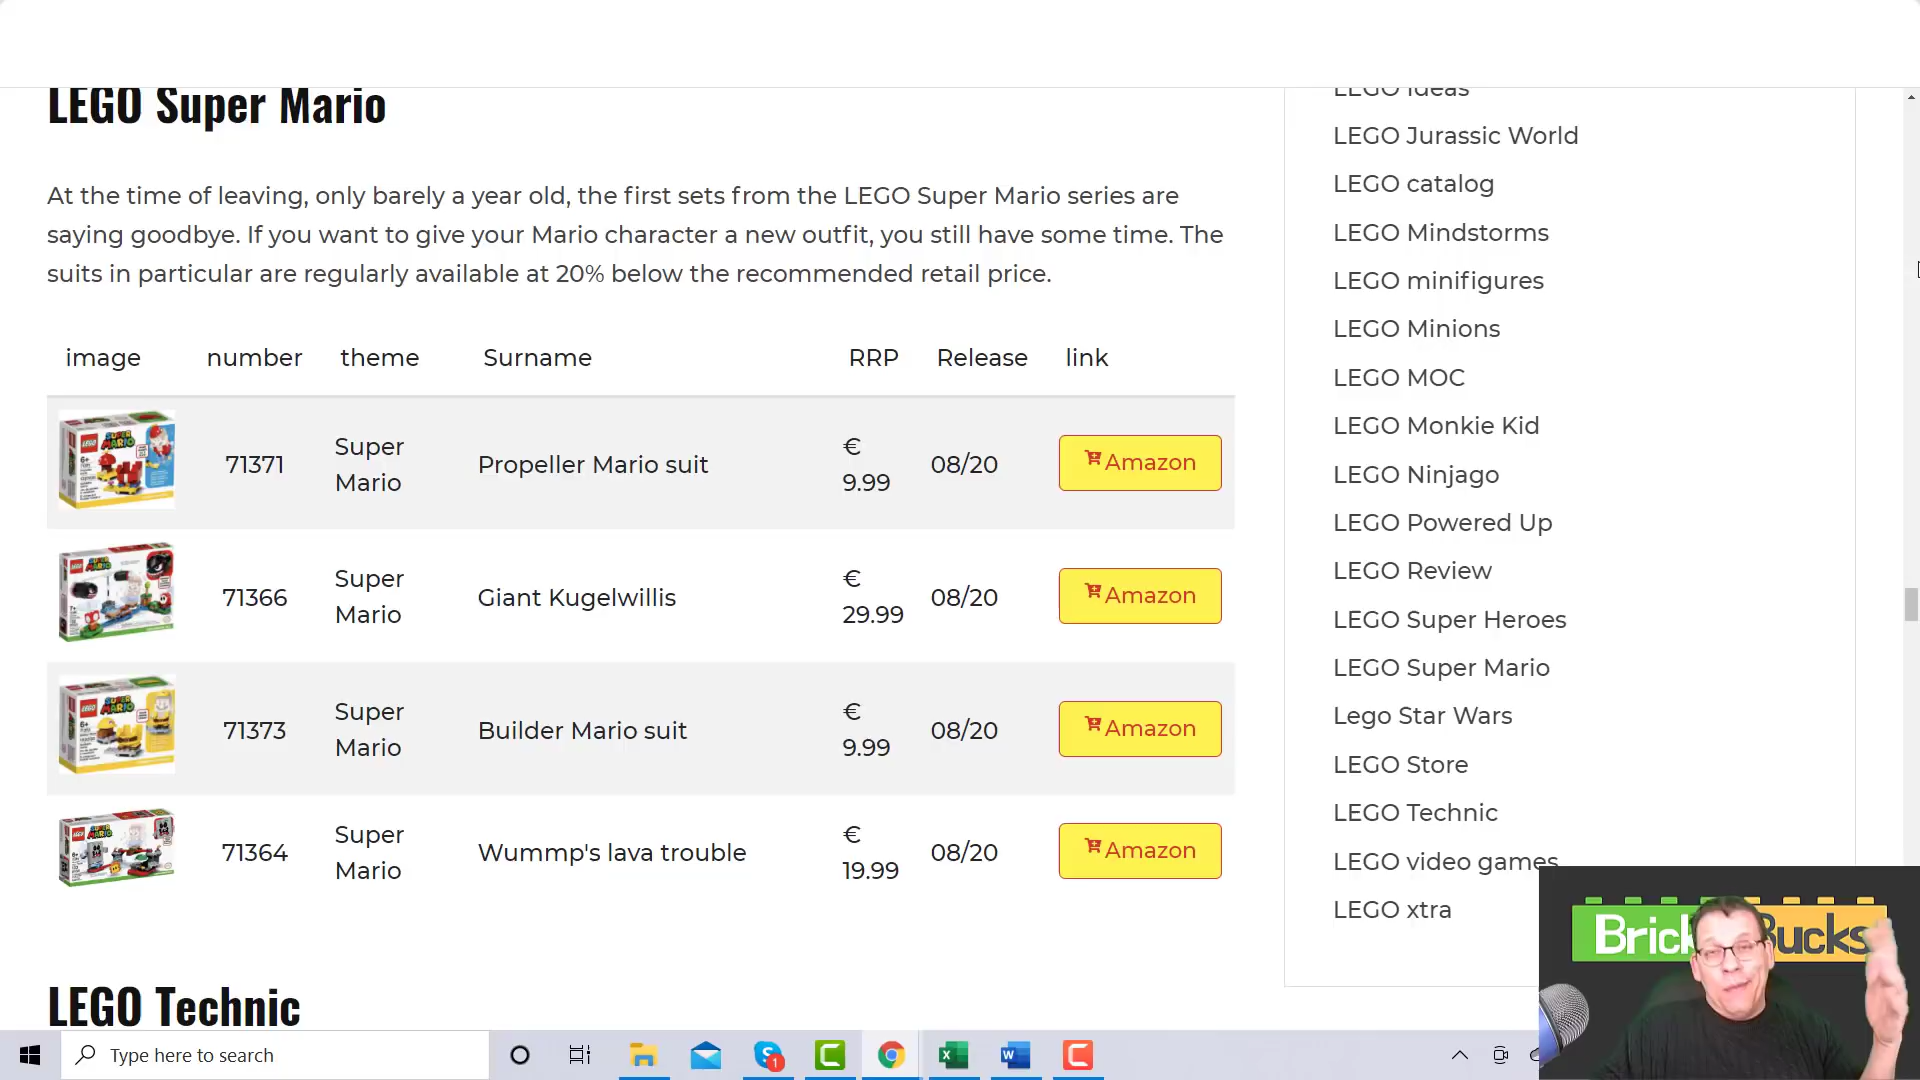 LEGO Super Mario
At the time of leaving, only barely a year old, the first sets from the LEGO Super Mario series are
saying goodbye. If you want to give your Mario character a new outfit, you still have some time. The
suits in particular are regularly available at 20% below the recommended retail price.
image number theme Surname RRP Release link
71371 Super Mario Propeller Mario suit € 9.99 08/20 Amazon
71366 Super Mario Giant Kugelwillis € 29.99 08/20 Amazon
71373 Super Mario Builder Mario suit € 9.99 08/20 Amazon
71364 Super Mario Wummp's lava trouble € 19.99 08/20 Amazon
LEGO Technic
LEGO Ideas
LEGO Jurassic World
LEGO catalog
LEGO Mindstorms
LEGO minifigures
LEGO Minions
LEGO MOC
LEGO Monkie Kid
LEGO Ninjago
LEGO Powered Up
LEGO Review
LEGO Super Heroes
LEGO Super Mario
Lego Star Wars
LEGO Store
LEGO Technic
LEGO video games
LEGO xtra
Brick Bucks
Type here to search